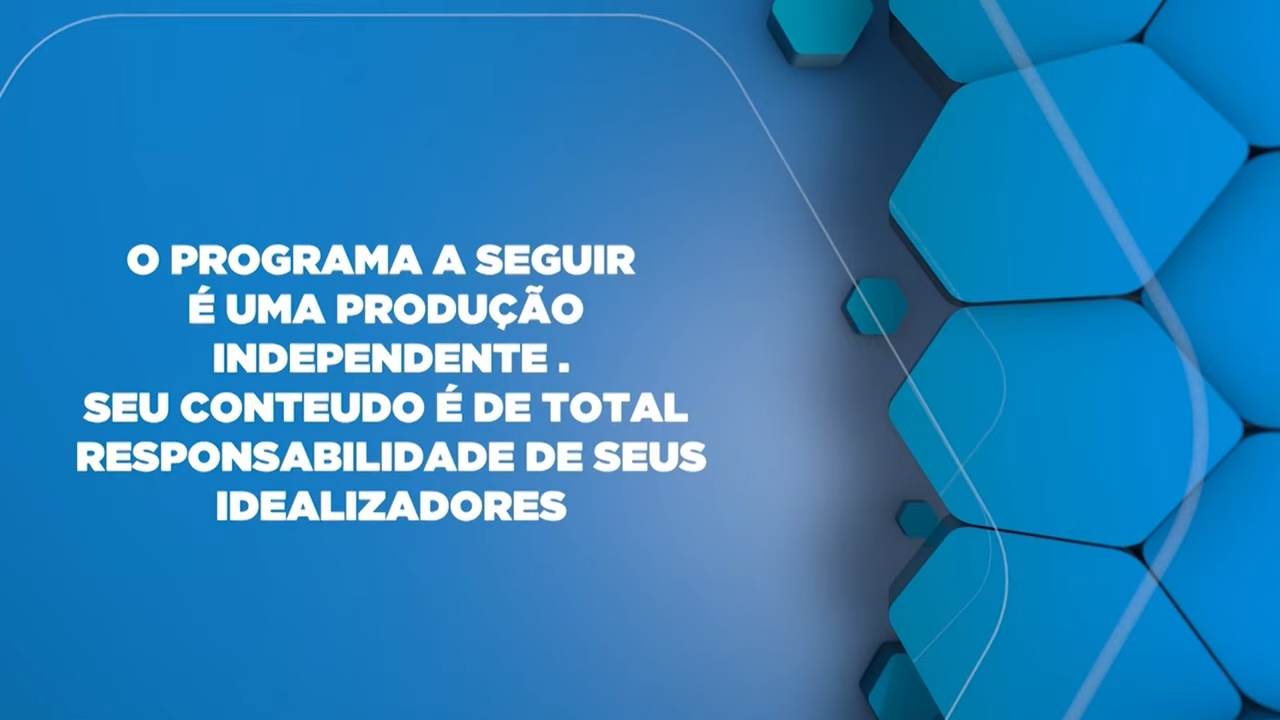 O PROGRAMA A SEGUIR
É UMA PRODUÇÃO
INDEPENDENTE .
SEU CONTEUDO É DE TOTAL
RESPONSABILIDADE DE SEUS
IDEALIZADORES